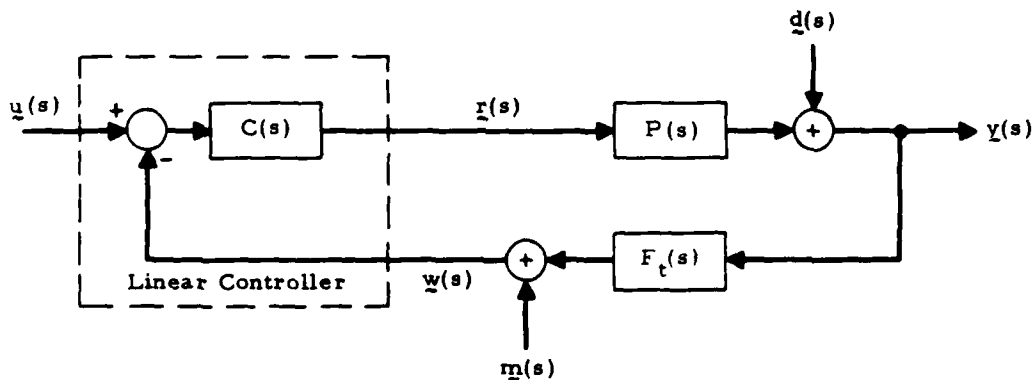 d(s)
u(s)
+
-
C(s)
r(s)
P(s)
+
y(s)
Linear Controller
w(s)
+
F_t(s)
m(s)